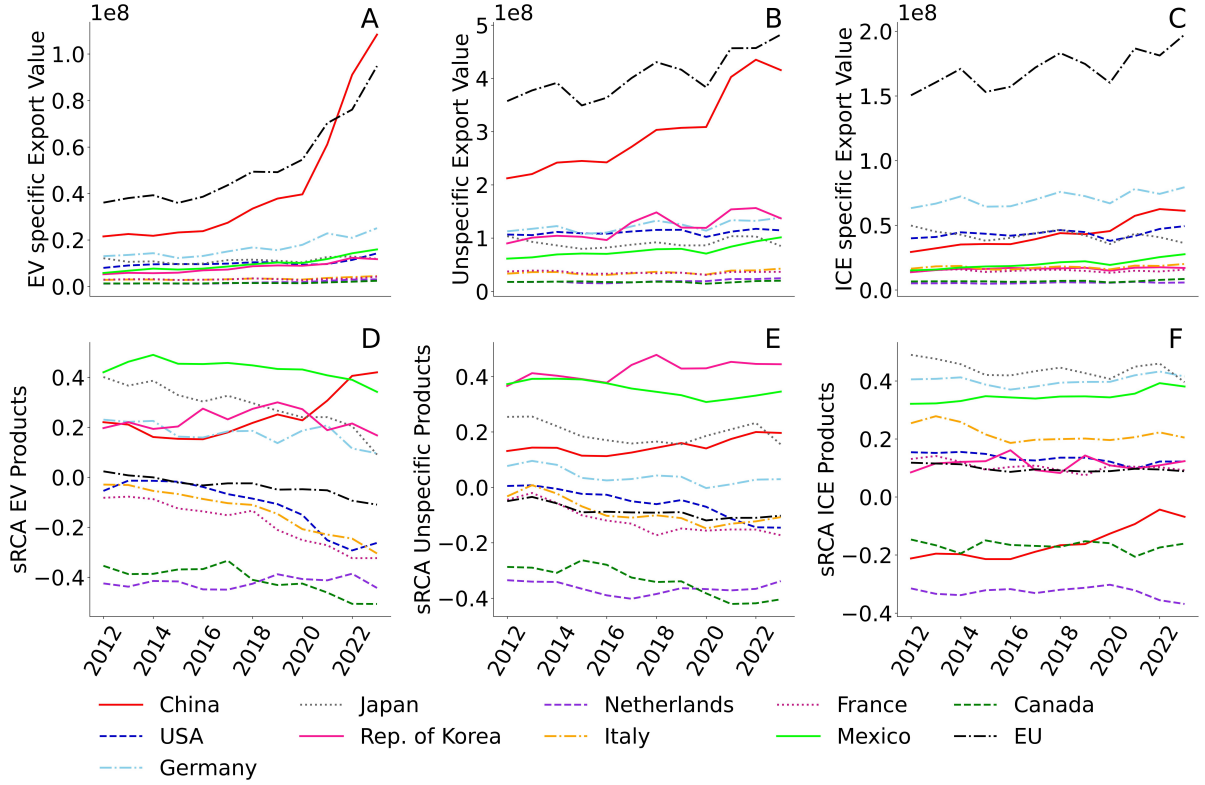 1e8 A 1e8 B 1e8 C
EV specific Export Value
1.0
0.8
0.6
0.4
0.2
0.0
Unspecific Export Value
5
4
3
2
1
0
ICE specific Export Value
2.0
1.5
1.0
0.5
0.0
D E F
sRCA EV Products
0.4
0.2
0.0
−0.2
−0.4
sRCA Unspecific Products
0.4
0.2
0.0
−0.2
−0.4
sRCA ICE Products
0.4
0.2
0.0
−0.2
−0.4
2012 2014 2016 2018 2020 2022 2012 2014 2016 2018 2020 2022 2012 2014 2016 2018 2020 2022
China Japan Netherlands France Canada
USA Rep. of Korea Italy Mexico EU
Germany